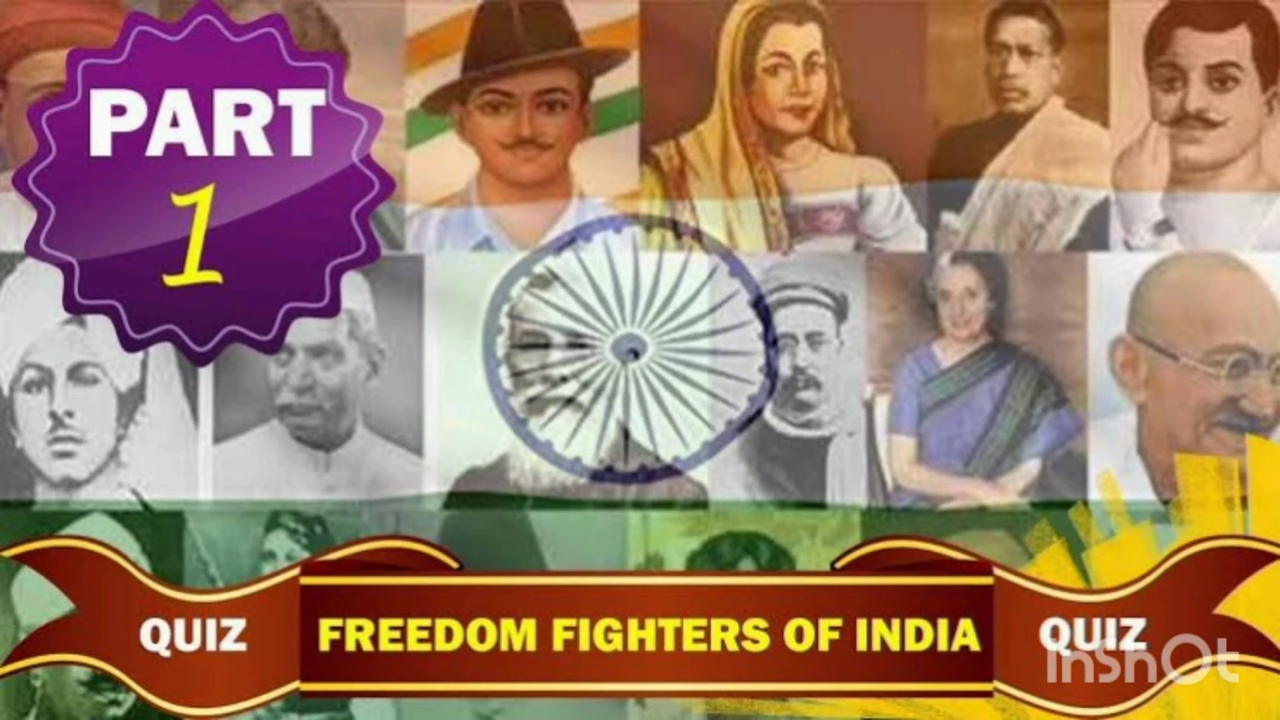 PART
1
QUIZ
FREEDOM FIGHTERS OF INDIA
QUIZ
InShOt